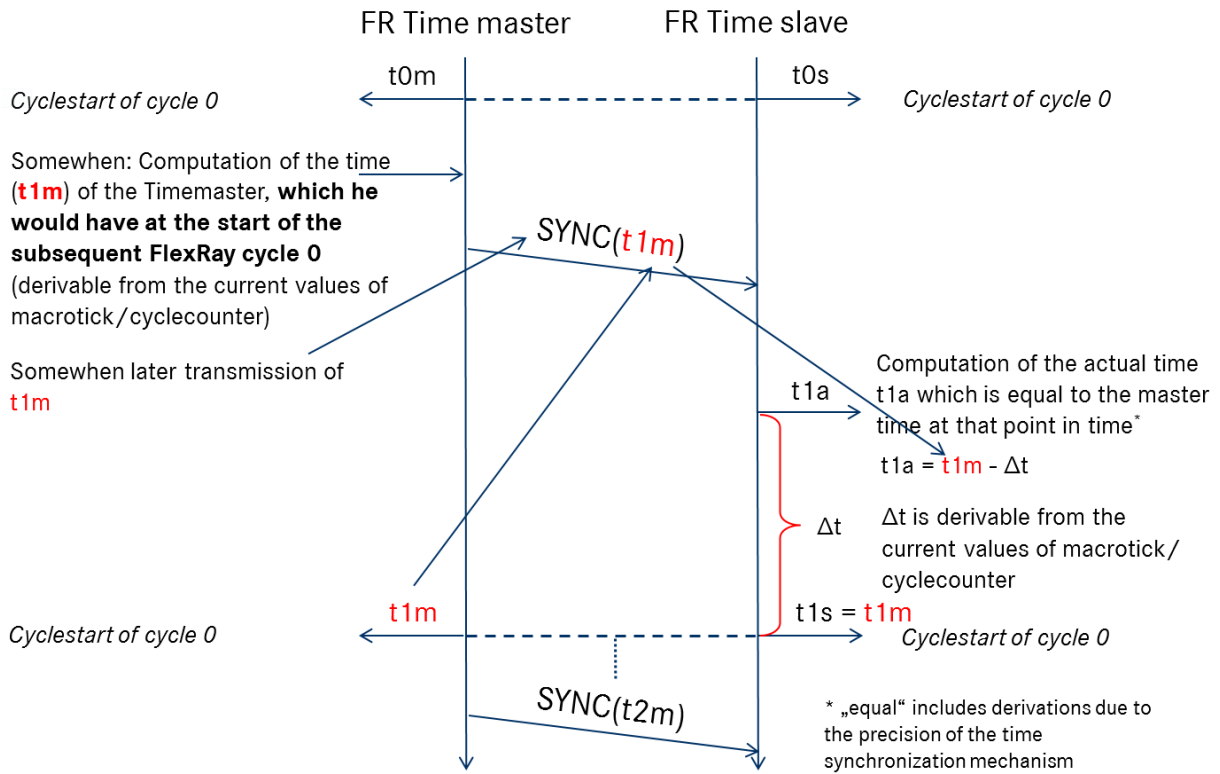 FR Time master
FR Time slave
t0m
t0s
Cyclestart of cycle 0
Cyclestart of cycle 0
Somewhen: Computation of the time
(t1m) of the Timemaster, which he
would have at the start of the
subsequent FlexRay cycle 0
(derivable from the current values of
macrotick/cyclecounter)
SYNC(t1m)
Somewhen later transmission of
t1m
t1a
Computation of the actual time
t1a which is equal to the master
time at that point in time*
t1a = t1m - Δt
Δt
Δt is derivable from the
current values of macrotick/
cyclecounter
t1m
t1s = t1m
Cyclestart of cycle 0
Cyclestart of cycle 0
SYNC(t2m)
* „equal“ includes derivations due to
the precision of the time
synchronization mechanism